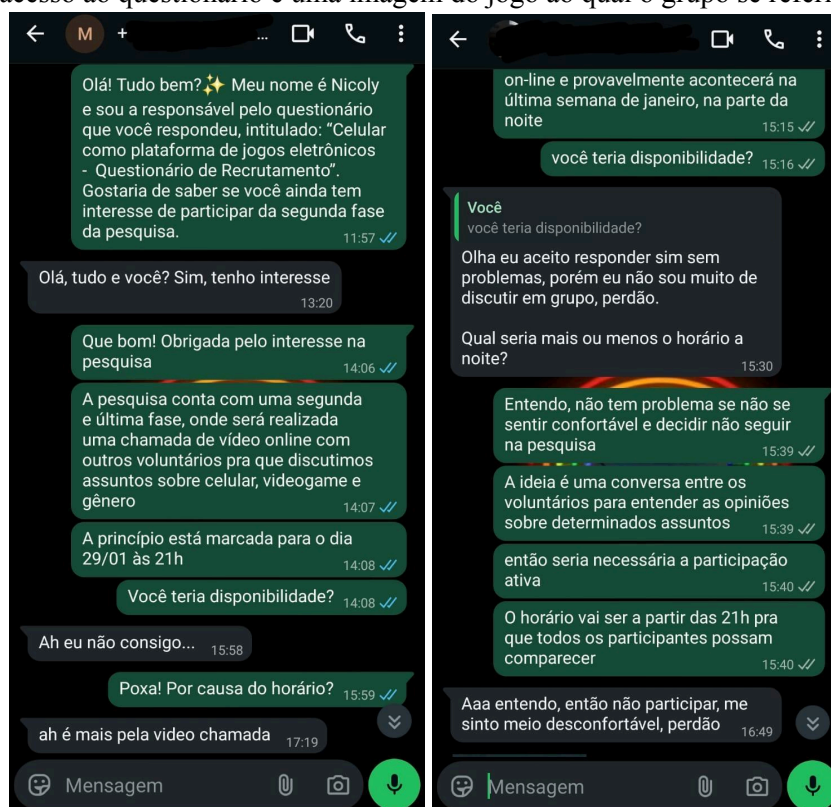 acesso ao questionário e uma imagem do jogo ao qual o grupo se referi
M +
...
Olá! Tudo bem?✨ Meu nome é Nicoly
e sou a responsável pelo questionário
que você respondeu, intitulado: “Celular
como plataforma de jogos eletrônicos
- Questionário de Recrutamento”.
Gostaria de saber se você ainda tem
interesse de participar da segunda fase
da pesquisa.
11:57
Olá, tudo e você? Sim, tenho interesse
13:20
Que bom! Obrigada pelo interesse na
pesquisa
14:06
A pesquisa conta com uma segunda
e última fase, onde será realizada
uma chamada de vídeo online com
outros voluntários pra que discutimos
assuntos sobre celular, videogame e
gênero
14:07
A princípio está marcada para o dia
29/01 às 21h
14:08
Você teria disponibilidade? 14:08
Ah eu não consigo... 15:58
Poxa! Por causa do horário? 15:59
ah é mais pela video chamada 17:19
Mensagem
on-line e provavelmente acontecerá na
última semana de janeiro, na parte da
noite
15:15
você teria disponibilidade? 15:16
Você
você teria disponibilidade?
Olha eu aceito responder sim sem
problemas, porém eu não sou muito de
discutir em grupo, perdão.
Qual seria mais ou menos o horário a
noite?
15:30
Entendo, não tem problema se não se
sentir confortável e decidir não seguir
na pesquisa
15:39
A ideia é uma conversa entre os
voluntários para entender as opiniões
sobre determinados assuntos
15:39
então seria necessária a participação
ativa
15:40
O horário vai ser a partir das 21h pra
que todos os participantes possam
comparecer
15:40
Aaa entendo, então não participar, me
sinto meio desconfortável, perdão
16:49
Mensagem